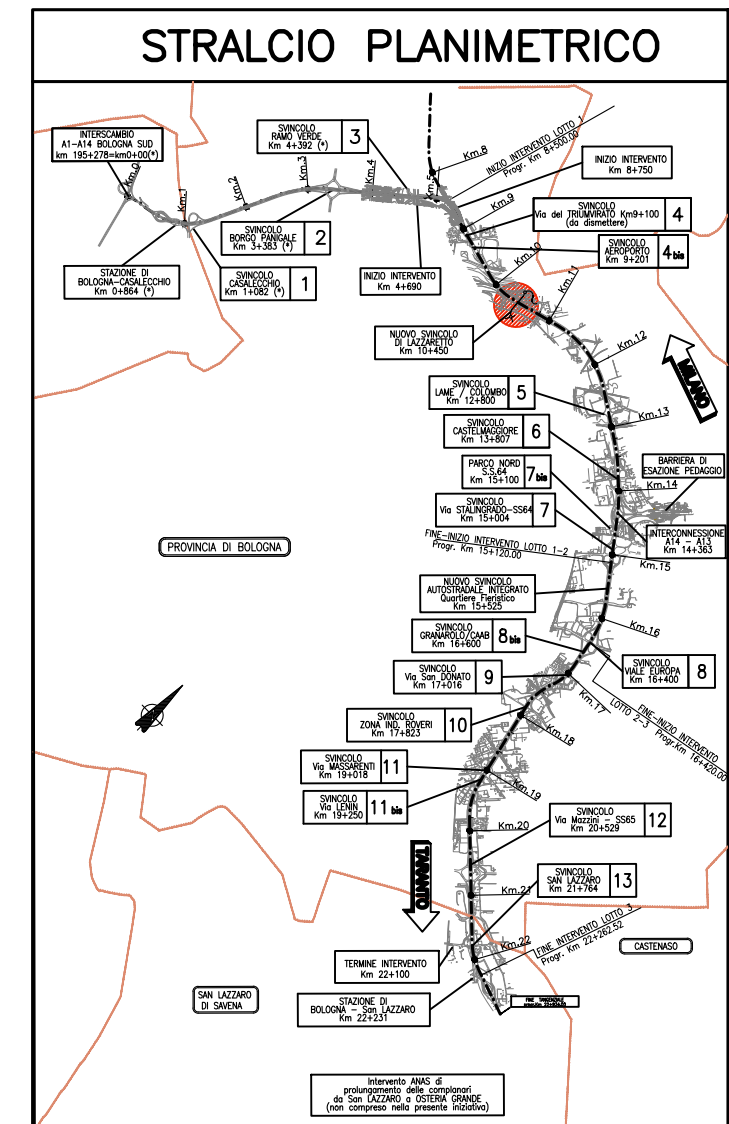 STRALCIO PLANIMETRICO
INTERSCAMBIO
A1-A14 BOLOGNA SUD
km 195+278=km0+00(*)
SVINCOLO
RAMO VERDE
Km 4+392 (*)
3
Km.8
INIZIO INTERVENTO LOTTO 1
Progr. Km 8+500.00
INIZIO INTERVENTO
Km 8+750
Km.0
Km.1
Km.2
Km.3
Km.4
Km.5
Km.9
SVINCOLO
Via del TRIUMVIRATO Km9+100
(da dismettere)
4
SVINCOLO
BORGO PANIGALE
Km 3+383 (*)
2
SVINCOLO
AEROPORTO
Km 9+201
4bis
Km.10
STAZIONE DI
BOLOGNA-CASALECCHIO
Km 0+864 (*)
SVINCOLO
CASALECCHIO
Km 1+082 (*)
1
INIZIO INTERVENTO
Km 4+690
Km.11
NUOVO SVINCOLO
DI LAZZARETTO
Km 10+450
Km.12
MILANO
SVINCOLO
LAME / COLOMBO
Km 12+800
5
Km.13
SVINCOLO
CASTELMAGGIORE
Km 13+807
6
PARCO NORD
S.S.64
Km 15+100
7bis
BARRIERA DI
ESAZIONE PEDAGGIO
Km.14
SVINCOLO
Via STALINGRADO-SS64
Km 15+004
7
INTERCONNESSIONE
A14 - A13
Km 14+363
FINE-INIZIO INTERVENTO LOTTO 1-2
Progr. Km 15+120.00
Km.15
PROVINCIA DI BOLOGNA
NUOVO SVINCOLO
AUTOSTRADALE INTEGRATO
Quartiere Fieristico
Km 15+525
Km.16
SVINCOLO
GRANAROLO/CAAB
Km 16+600
8bis
SVINCOLO
VIALE EUROPA
Km 16+400
8
SVINCOLO
Via San DONATO
Km 17+016
9
Km.17
FINE-INIZIO INTERVENTO
LOTTO 2-3 Progr.Km 16+420.00
SVINCOLO
ZONA IND. ROVERI
Km 17+823
10
Km.18
SVINCOLO
Via MASSARENTI
Km 19+018
11
Km.19
SVINCOLO
Via LENIN
Km 19+250
11bis
SVINCOLO
Via Mazzini - SS65
Km 20+529
12
Km.20
TARANTO
SVINCOLO
SAN LAZZARO
Km 21+764
13
Km.21
FINE INTERVENTO LOTTO 3
Progr. Km 22+262.52
Km.22
CASTENASO
TERMINE INTERVENTO
Km 22+100
SAN LAZZARO
DI SAVENA
STAZIONE DI
BOLOGNA - San LAZZARO
Km 22+231
FINE TANGENZIALE
Intervento ANAS di
prolungamento delle complanari
da San LAZZARO a OSTERIA GRANDE
(non compreso nella presente iniziativa)